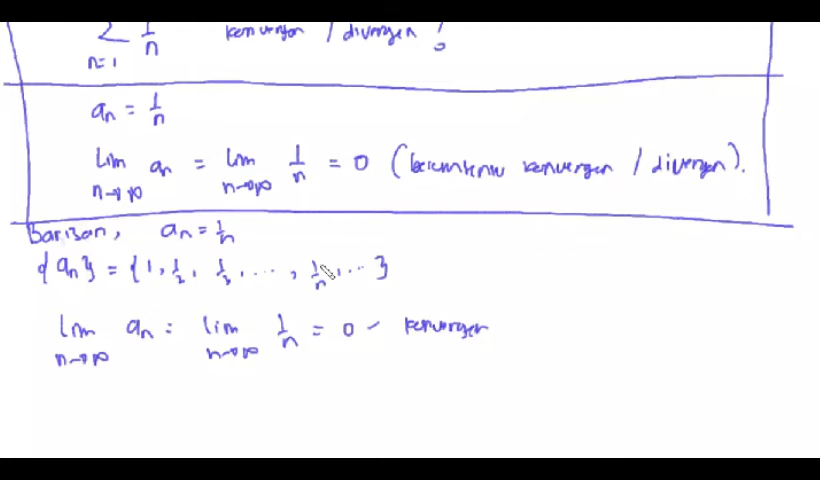 ∑ n=1 1/n konvergen / divergen ?
aₙ = 1/n
lim n→∞ aₙ = lim n→∞ 1/n = 0 (belum tentu konvergen / divergen).
Barisan, aₙ = 1/n
{aₙ} = {1, 1/2, 1/3, ..., 1/n, ...}
lim n→∞ aₙ = lim n→∞ 1/n = 0 - konvergen